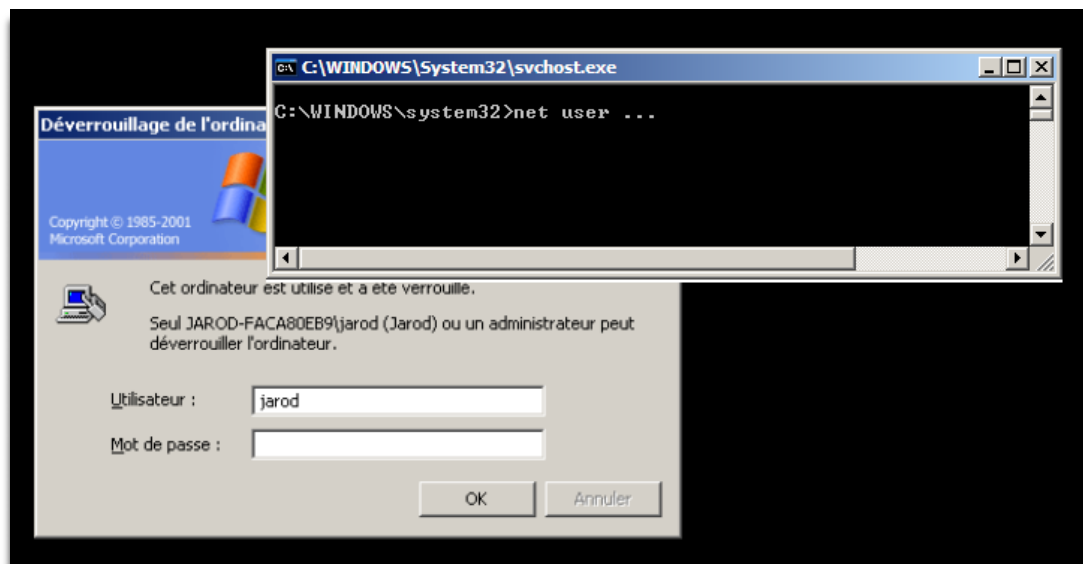 C:\WINDOWS\System32\svchost.exe
C:\WINDOWS\system32>net user ...
Déverrouillage de l'ordina
Copyright © 1985-2001
Microsoft Corporation
Cet ordinateur est utilisé et a été verrouillé.
Seul JAROD-FACA80EB9\jarod (Jarod) ou un administrateur peut
déverrouiller l'ordinateur.
Utilisateur :
jarod
Mot de passe :
OK
Annuler